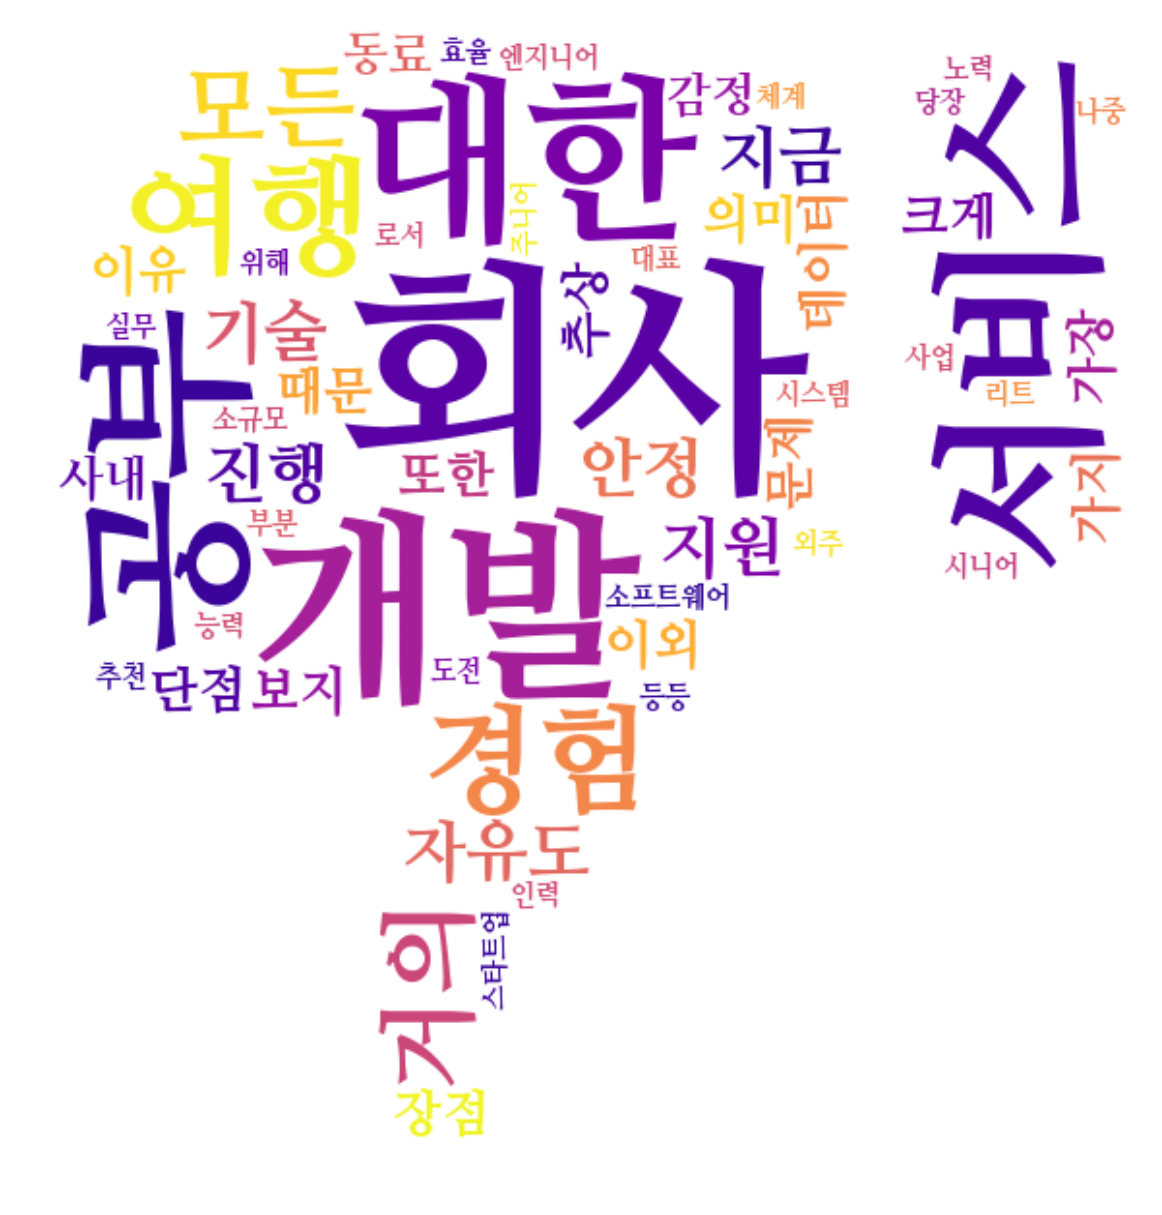 동료
효율
엔지니어
노력
모든
대한
감정
체계
당장
나중
스타트업
지금
여행
주니어
의미
데이터
크게
서비스
로서
대표
이유
위해
추상
실무
기술
회사
가장
사업
때문
시스템
리트
소규모
공부
문제
사내
진행
또한
안정
가지
부분
개발
지원
외주
시니어
소프트웨어
능력
이외
추천
단점
보지
도전
등등
경험
자유도
인력
거의
장점